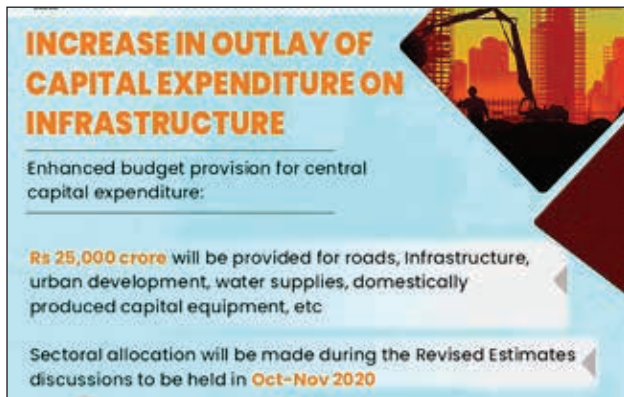 INCREASE IN OUTLAY OF
CAPITAL EXPENDITURE ON
INFRASTRUCTURE
Enhanced budget provision for central
capital expenditure:
Rs 25,000 crore will be provided for roads, Infrastructure,
urban development, water supplies, domestically
produced capital equipment, etc
Sectoral allocation will be made during the Revised Estimates
discussions to be held in Oct-Nov 2020